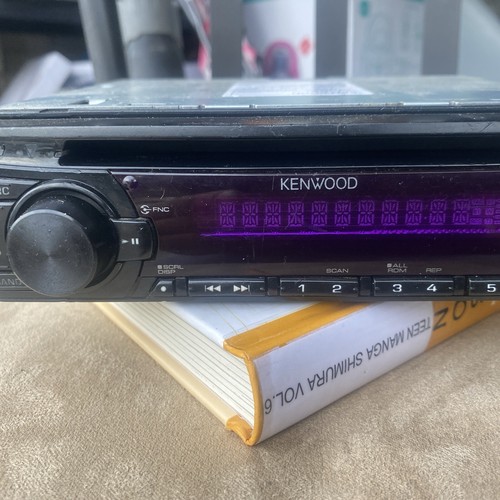 KENWOOD
FNC
SCRL
DISP
SCAN
ALL
RDM
REP
1 2
3 4
5
TEEN MANGA SHIMURA VOL.6